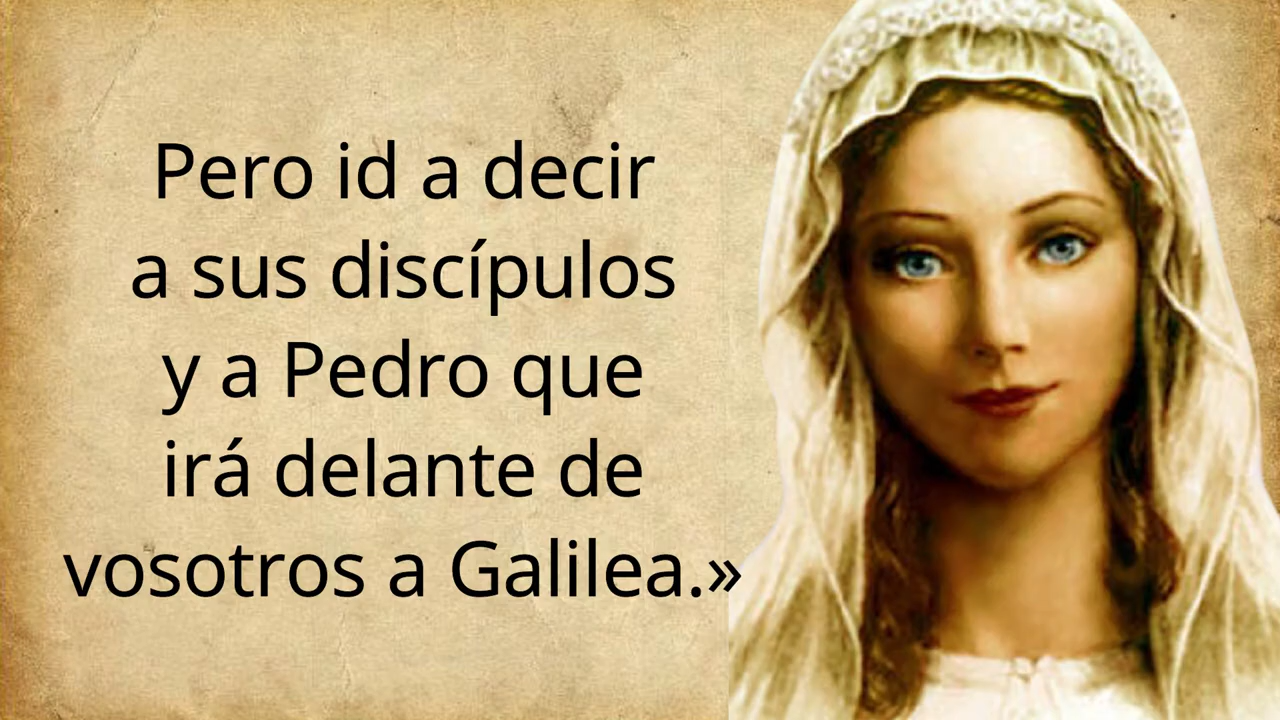 Pero id a decir
a sus discípulos
y a Pedro que
irá delante de
vosotros a Galilea.»